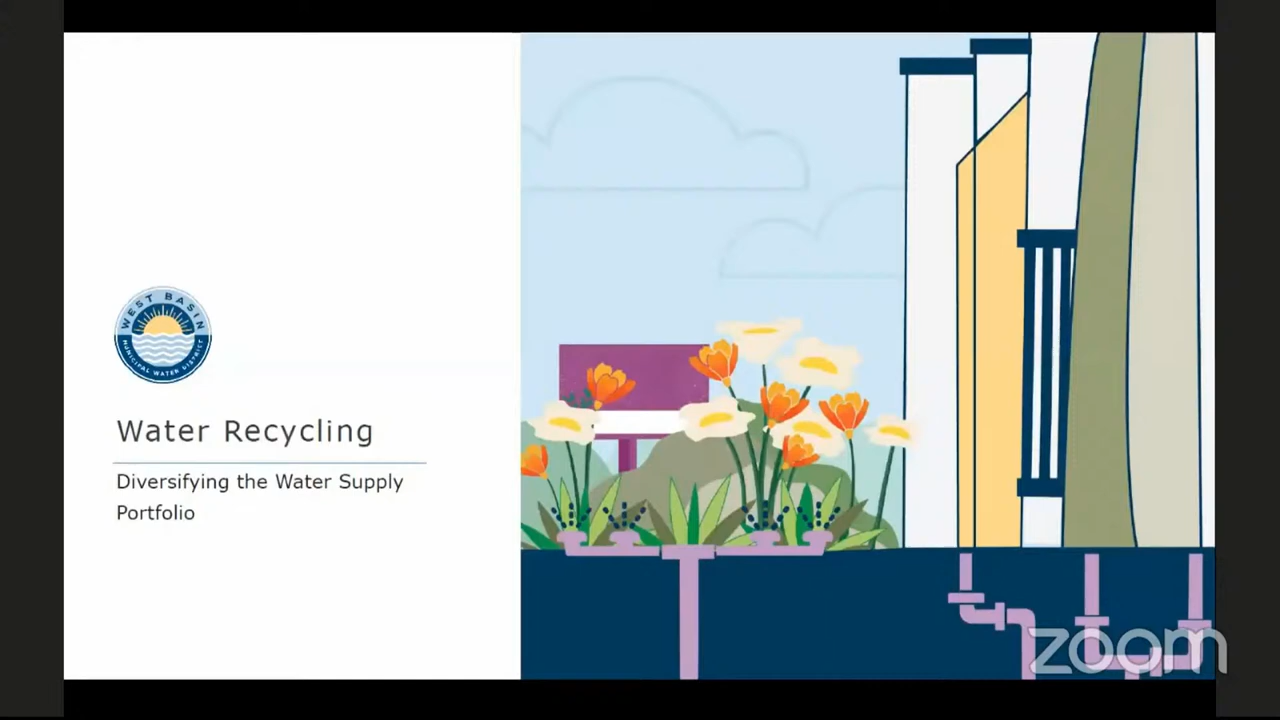 WEST BASIN
MUNICIPAL WATER DISTRICT
Water Recycling
Diversifying the Water Supply
Portfolio
zoom